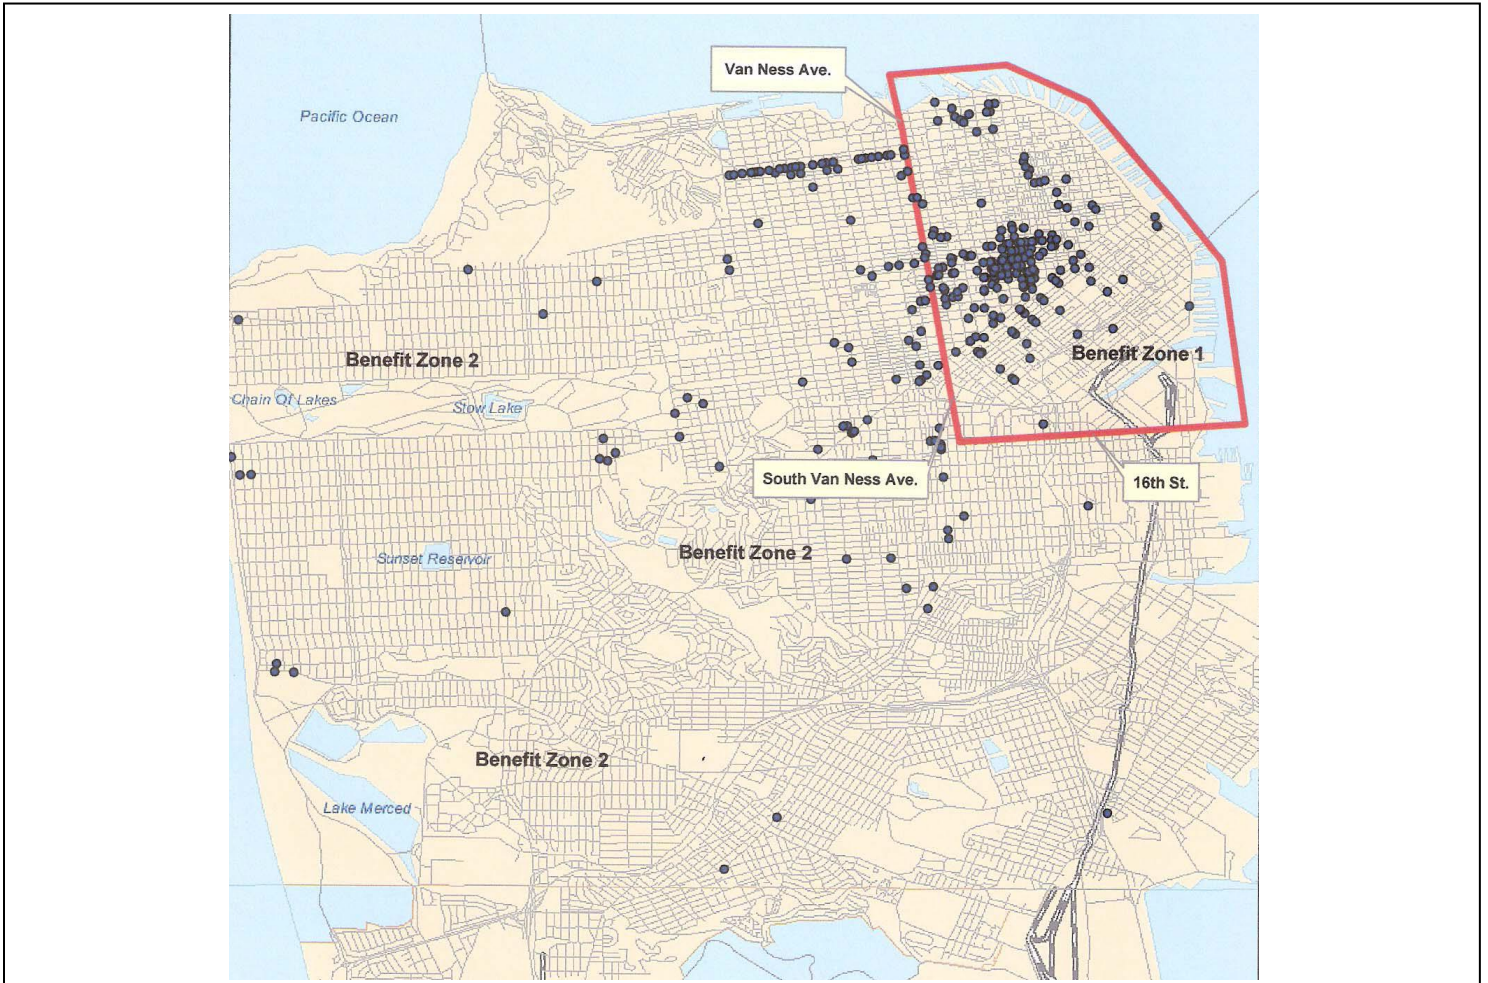 Van Ness Ave.
Pacific Ocean
Benefit Zone 1
Benefit Zone 2
Chain Of Lakes
Stow Lake
South Van Ness Ave.
16th St.
Benefit Zone 2
Sunset Reservoir
Benefit Zone 2
Lake Merced